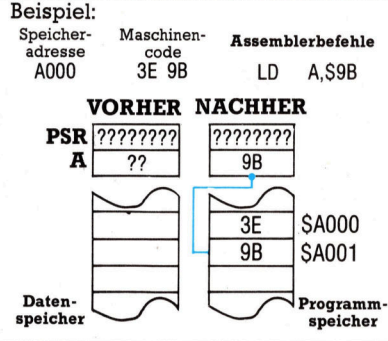 Beispiel:
Speicher- Maschinen- Assemblerbefehle
adresse code
A000 3E 9B LD A,$9B
VORHER NACHHER
PSR ???????? ????????
A ?? 9B
3E $A000
9B $A001
Daten- Programm-
speicher speicher